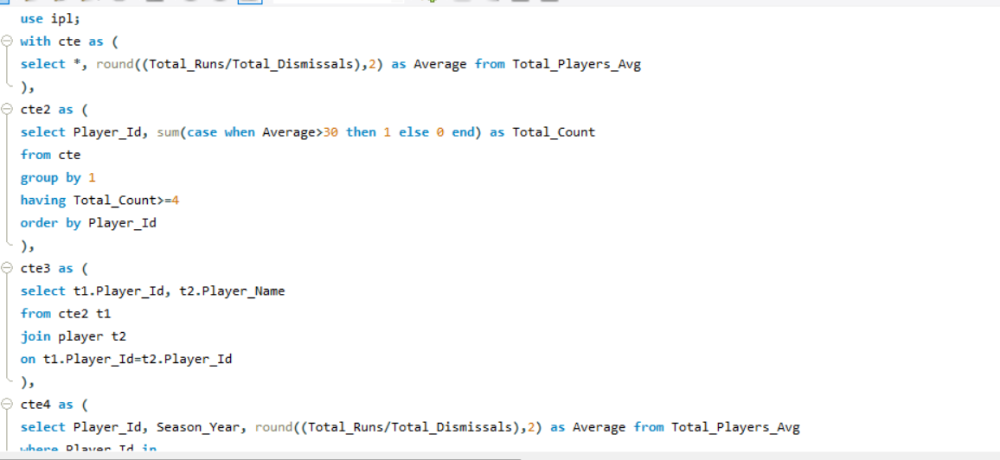 use ipl;
with cte as (
select *, round((Total_Runs/Total_Dismissals),2) as Average from Total_Players_Avg
),
cte2 as (
select Player_Id, sum(case when Average>30 then 1 else 0 end) as Total_Count
from cte
group by 1
having Total_Count>=4
order by Player_Id
),
cte3 as (
select t1.Player_Id, t2.Player_Name
from cte2 t1
join player t2
on t1.Player_Id=t2.Player_Id
),
cte4 as (
select Player_Id, Season_Year, round((Total_Runs/Total_Dismissals),2) as Average from Total_Players_Avg
where Player_Id in